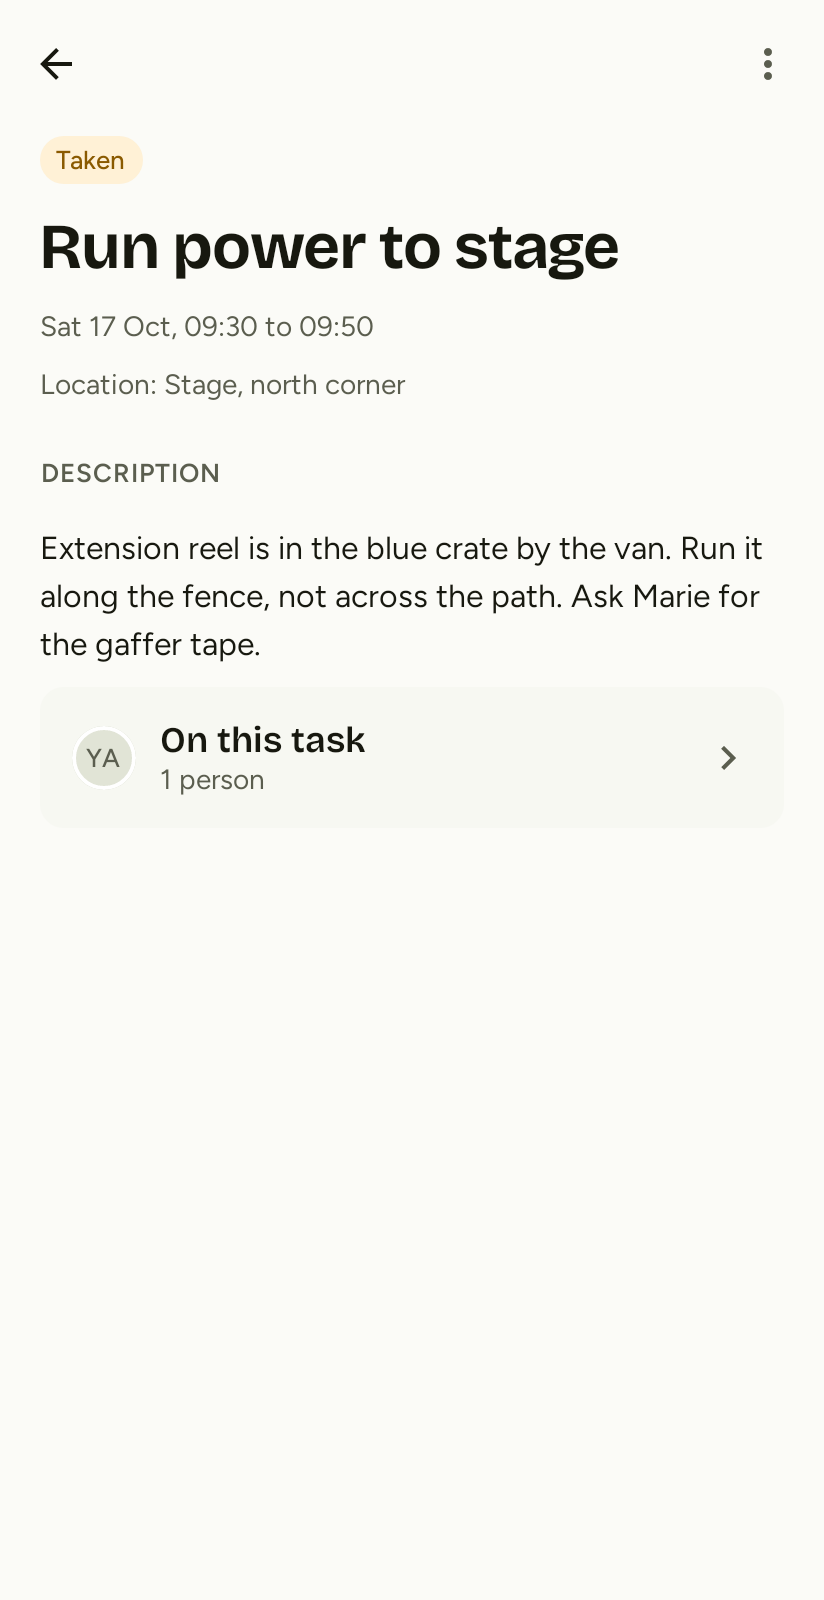 Taken
Run power to stage
Sat 17 Oct, 09:30 to 09:50
Location: Stage, north corner
DESCRIPTION
Extension reel is in the blue crate by the van. Run it
along the fence, not across the path. Ask Marie for
the gaffer tape.
YA
On this task
1 person